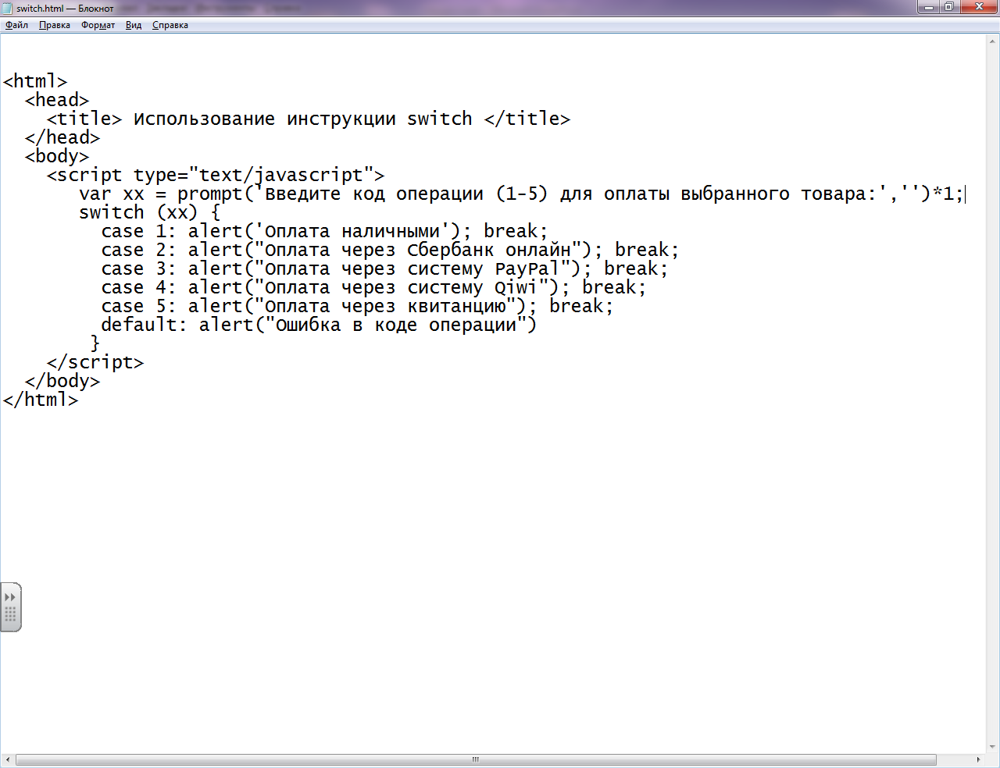 switch.html — Блокнот
Файл Правка Формат Вид Справка
<html>
<head>
<title> Использование инструкции switch </title>
</head>
<body>
<script type="text/javascript">
var xx = prompt('Введите код операции (1-5) для оплаты выбранного товара:','')*1;
switch (xx) {
case 1: alert('Оплата наличными'); break;
case 2: alert("Оплата через Сбербанк онлайн"); break;
case 3: alert("Оплата через систему PayPal"); break;
case 4: alert("Оплата через систему Qiwi"); break;
case 5: alert("Оплата через квитанцию"); break;
default: alert("Ошибка в коде операции")
}
</script>
</body>
</html>